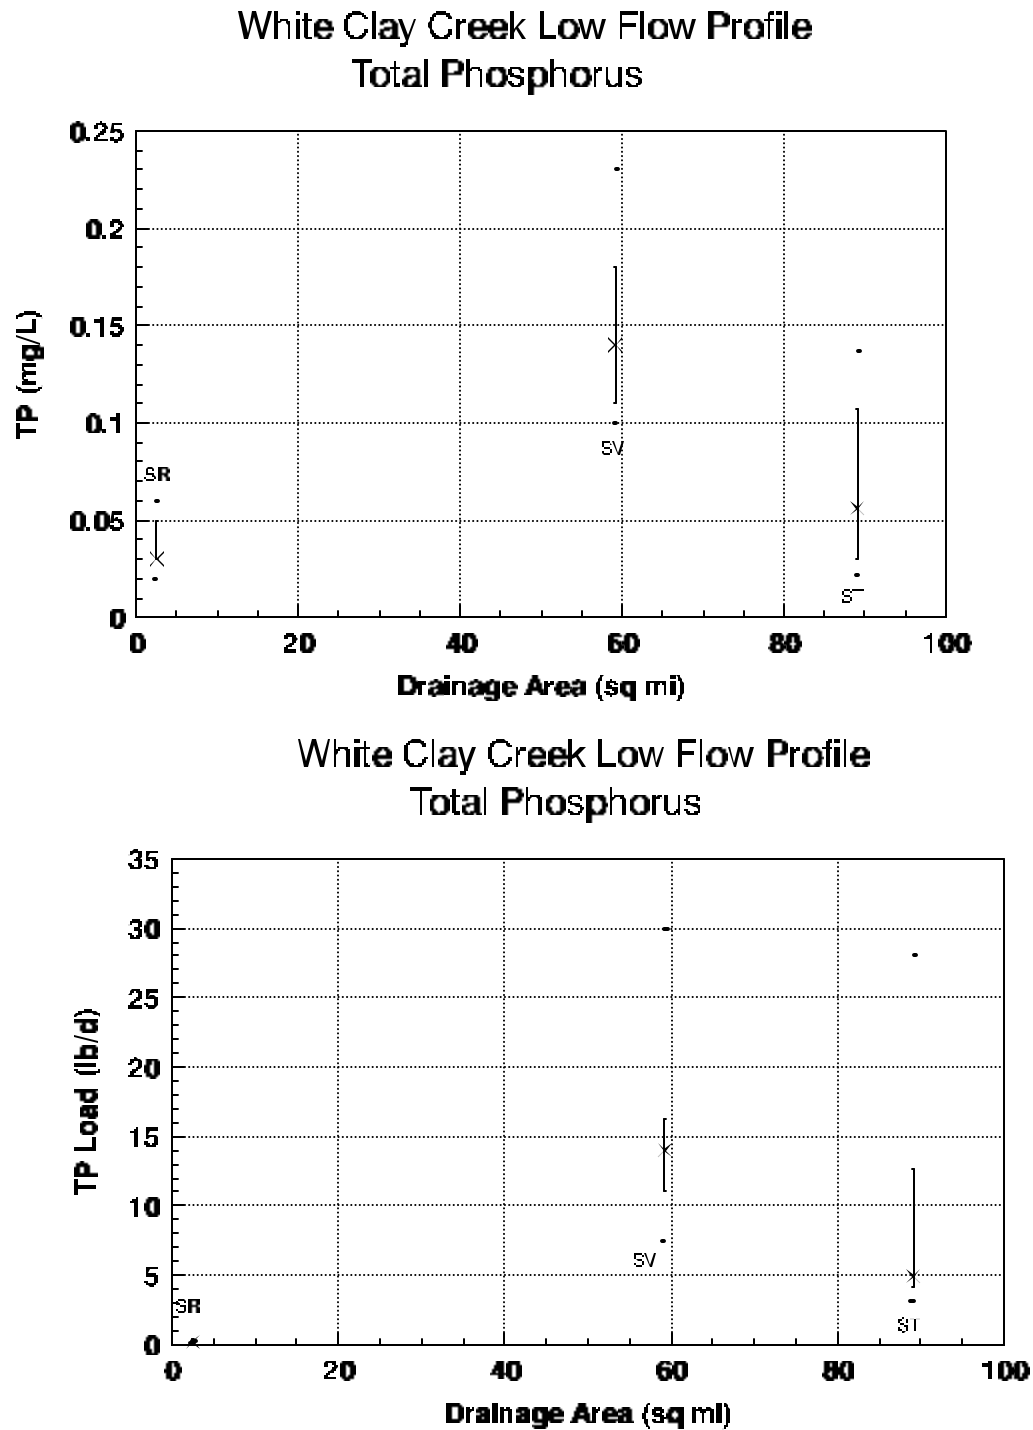 White Clay Creek Low Flow Profile
Total Phosphorus
0.25
0.2
0.15
0.1
0.05
0
TP (mg/L)
SR
SV
ST
0 20 40 60 80 100
Drainage Area (sq mi)
White Clay Creek Low Flow Profile
Total Phosphorus
35
30
25
20
15
10
5
0
TP Load (lb/d)
SR
SV
ST
0 20 40 60 80 100
Drainage Area (sq mi)